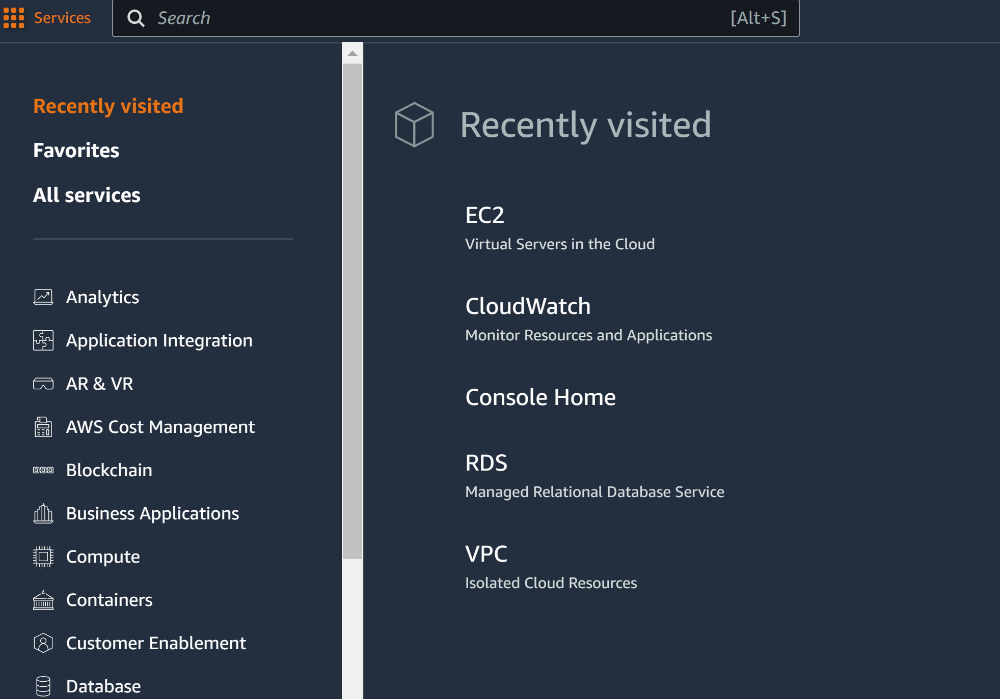 Services
Search
[Alt+S]
Recently visited
Favorites
All services
Analytics
Application Integration
AR & VR
AWS Cost Management
Blockchain
Business Applications
Compute
Containers
Customer Enablement
Database
Recently visited
EC2
Virtual Servers in the Cloud
CloudWatch
Monitor Resources and Applications
Console Home
RDS
Managed Relational Database Service
VPC
Isolated Cloud Resources